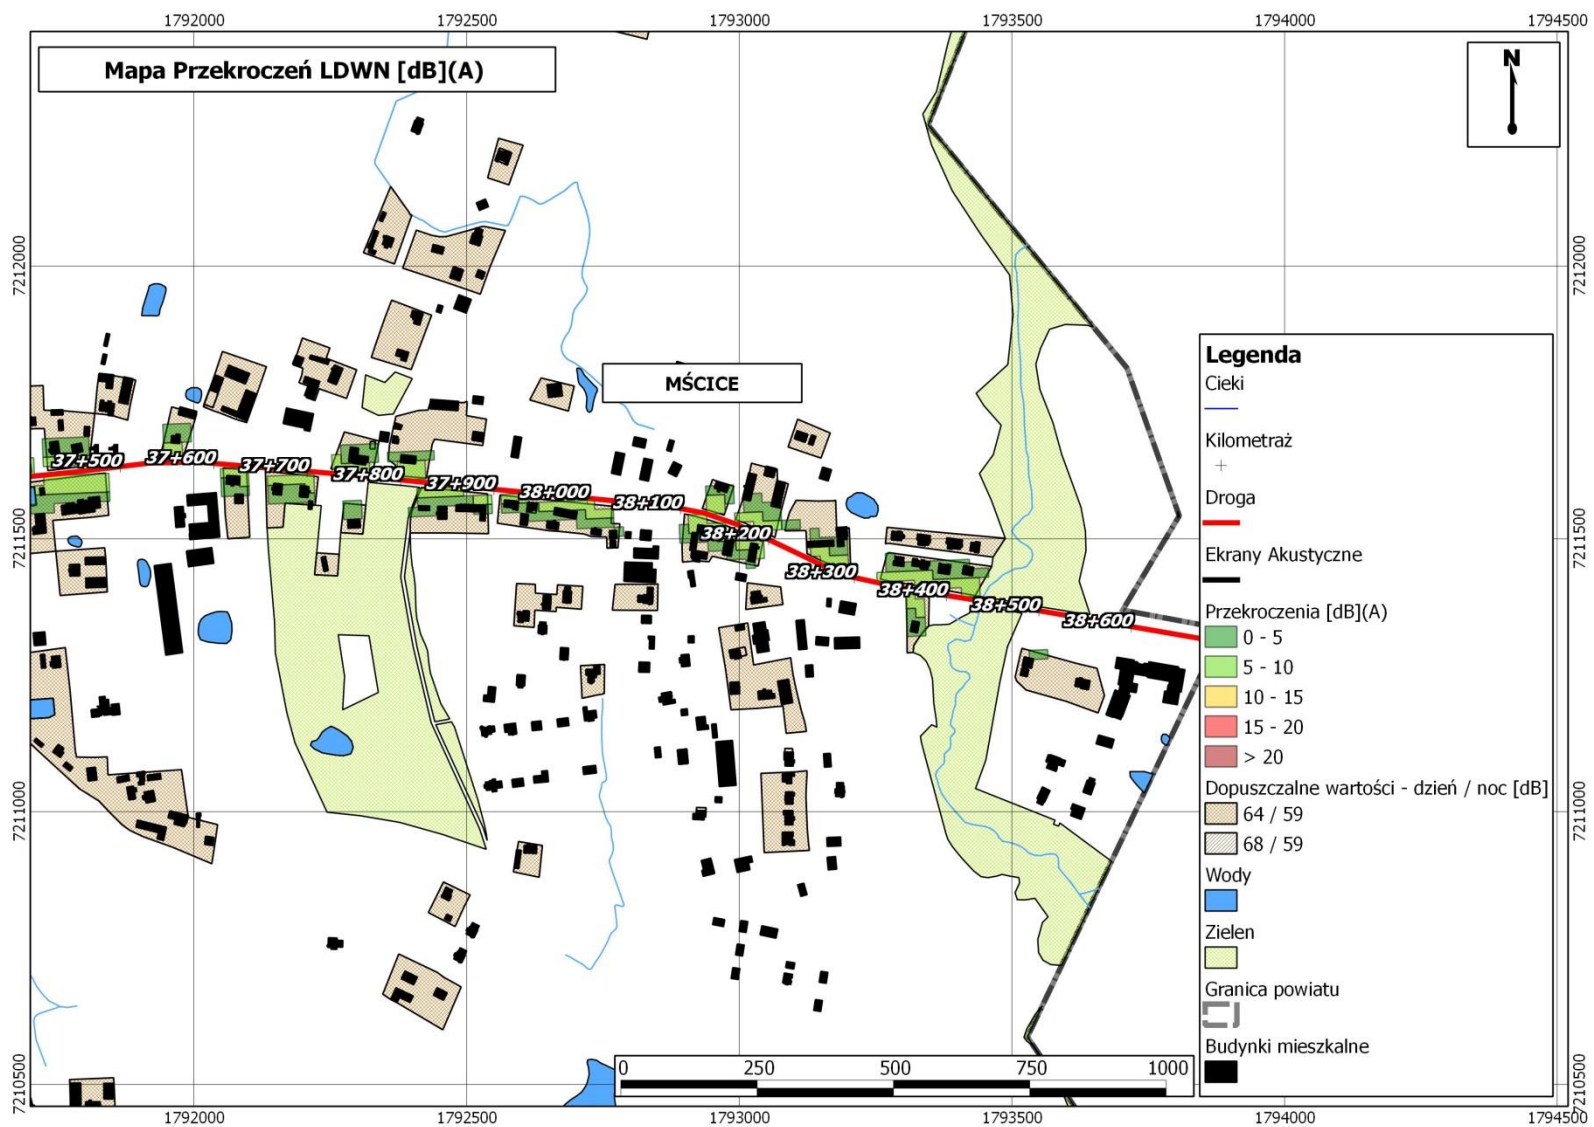 1792000 1792500 1793000 1793500 1794000 1794500
Mapa Przekroczeń LDWN [dB](A)
N
7212000
7212000
MŚCICE
37+500
37+600
37+700
37+800
37+900
38+000
38+100
38+200
38+300
38+400
38+500
38+600
7211500
7211500
7211000
7211000
7210500
7210500
Legenda
Cieki
Kilometraż
Droga
Ekrany Akustyczne
Przekroczenia [dB](A)
0 - 5
5 - 10
10 - 15
15 - 20
> 20
Dopuszczalne wartości - dzień / noc [dB]
64 / 59
68 / 59
Wody
Zielen
Granica powiatu
Budynki mieszkalne
0 250 500 750 1000
1792000 1792500 1793000 1793500 1794000 1794500